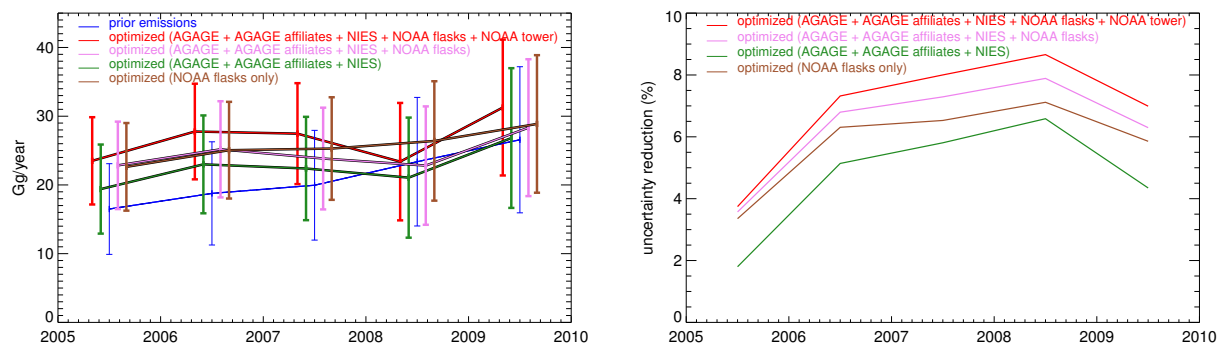 prior emissions
optimized (AGAGE + AGAGE affiliates + NIES + NOAA flasks + NOAA tower)
optimized (AGAGE + AGAGE affiliates + NIES + NOAA flasks)
optimized (AGAGE + AGAGE affiliates + NIES)
optimized (NOAA flasks only)
Gg/year
40
30
20
10
0
2005 2006 2007 2008 2009 2010
optimized (AGAGE + AGAGE affiliates + NIES + NOAA flasks + NOAA tower)
optimized (AGAGE + AGAGE affiliates + NIES + NOAA flasks)
optimized (AGAGE + AGAGE affiliates + NIES)
optimized (NOAA flasks only)
uncertainty reduction (%)
10
8
6
4
2
0
2005 2006 2007 2008 2009 2010